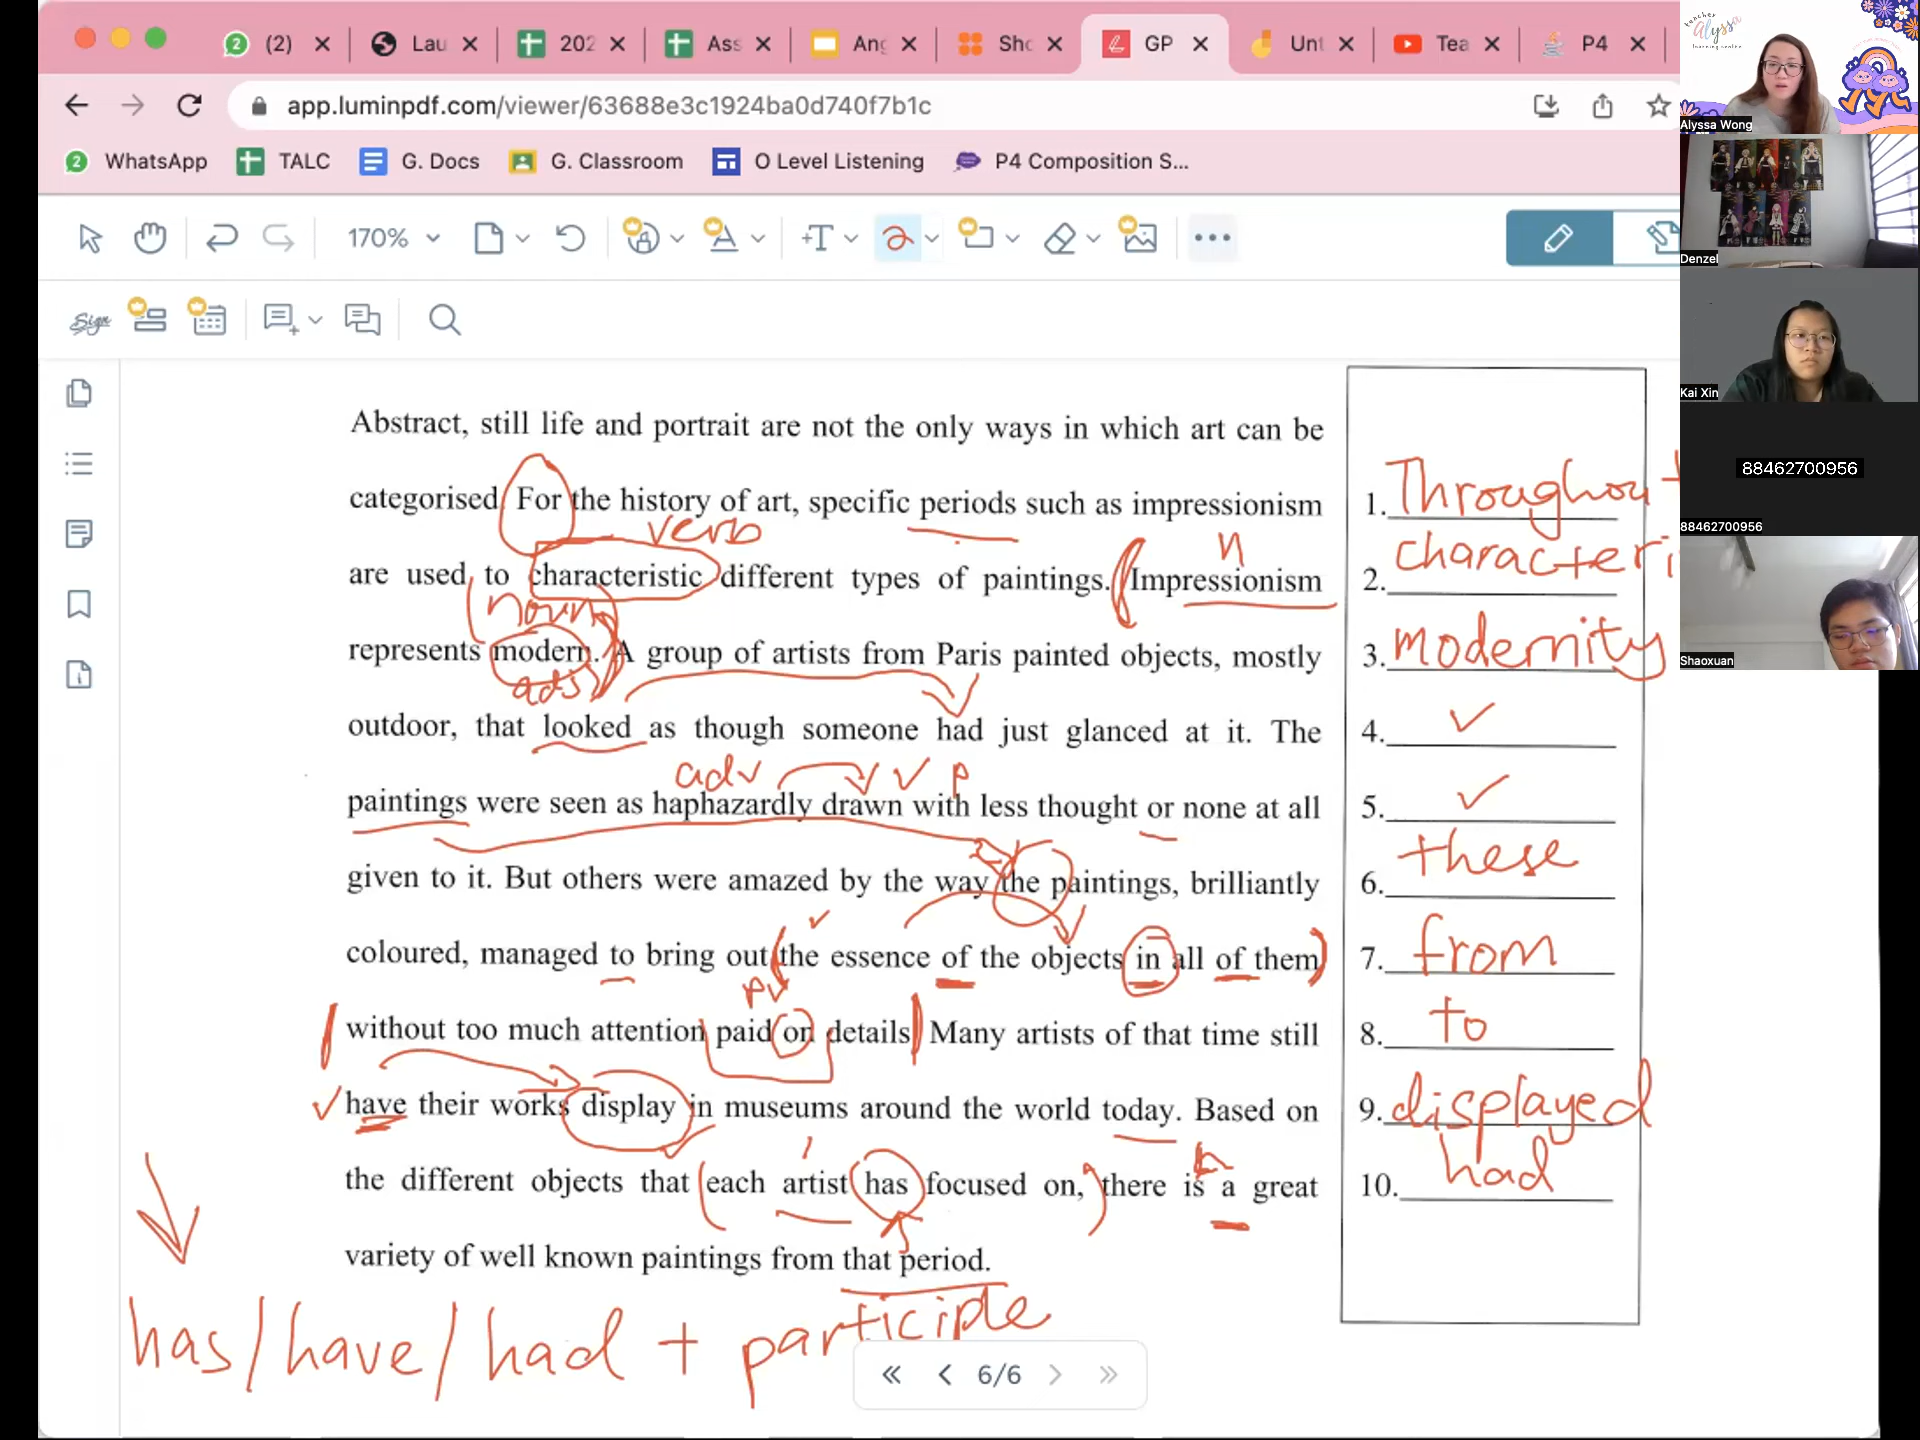 2 (2) × Lau × 202 × Ass × Ang × Sho × GP × Unt × Tea × P4 ×
app.luminpdf.com/viewer/63688e3c1924ba0d740f7b1c
2 WhatsApp TALC G. Docs G. Classroom O Level Listening P4 Composition S...
170%
Sign
teacher
alyssa
learning centre
Alyssa Wong
Denzel
Kai Xin
88462700956
88462700956
Shaoxuan
Abstract, still life and portrait are not the only ways in which art can be
categorised. For the history of art, specific periods such as impressionism 1. Throughout
verb n
are used to characteristic different types of paintings. Impressionism 2. characteri
noun
represents modern. A group of artists from Paris painted objects, mostly 3. modernity
outdoor, that looked as though someone had just glanced at it. The 4. ✓
adv ✓ p
paintings were seen as haphazardly drawn with less thought or none at all 5. ✓
given to it. But others were amazed by the way the paintings, brilliantly 6. these
coloured, managed to bring out the essence of the objects in all of them 7. from
pv
without too much attention paid on details. Many artists of that time still 8. to
✓ have their works display in museums around the world today. Based on 9. displayed
the different objects that (each artist has focused on,) there is a great 10. had
variety of well known paintings from that period.
has/have/had + participle
6/6